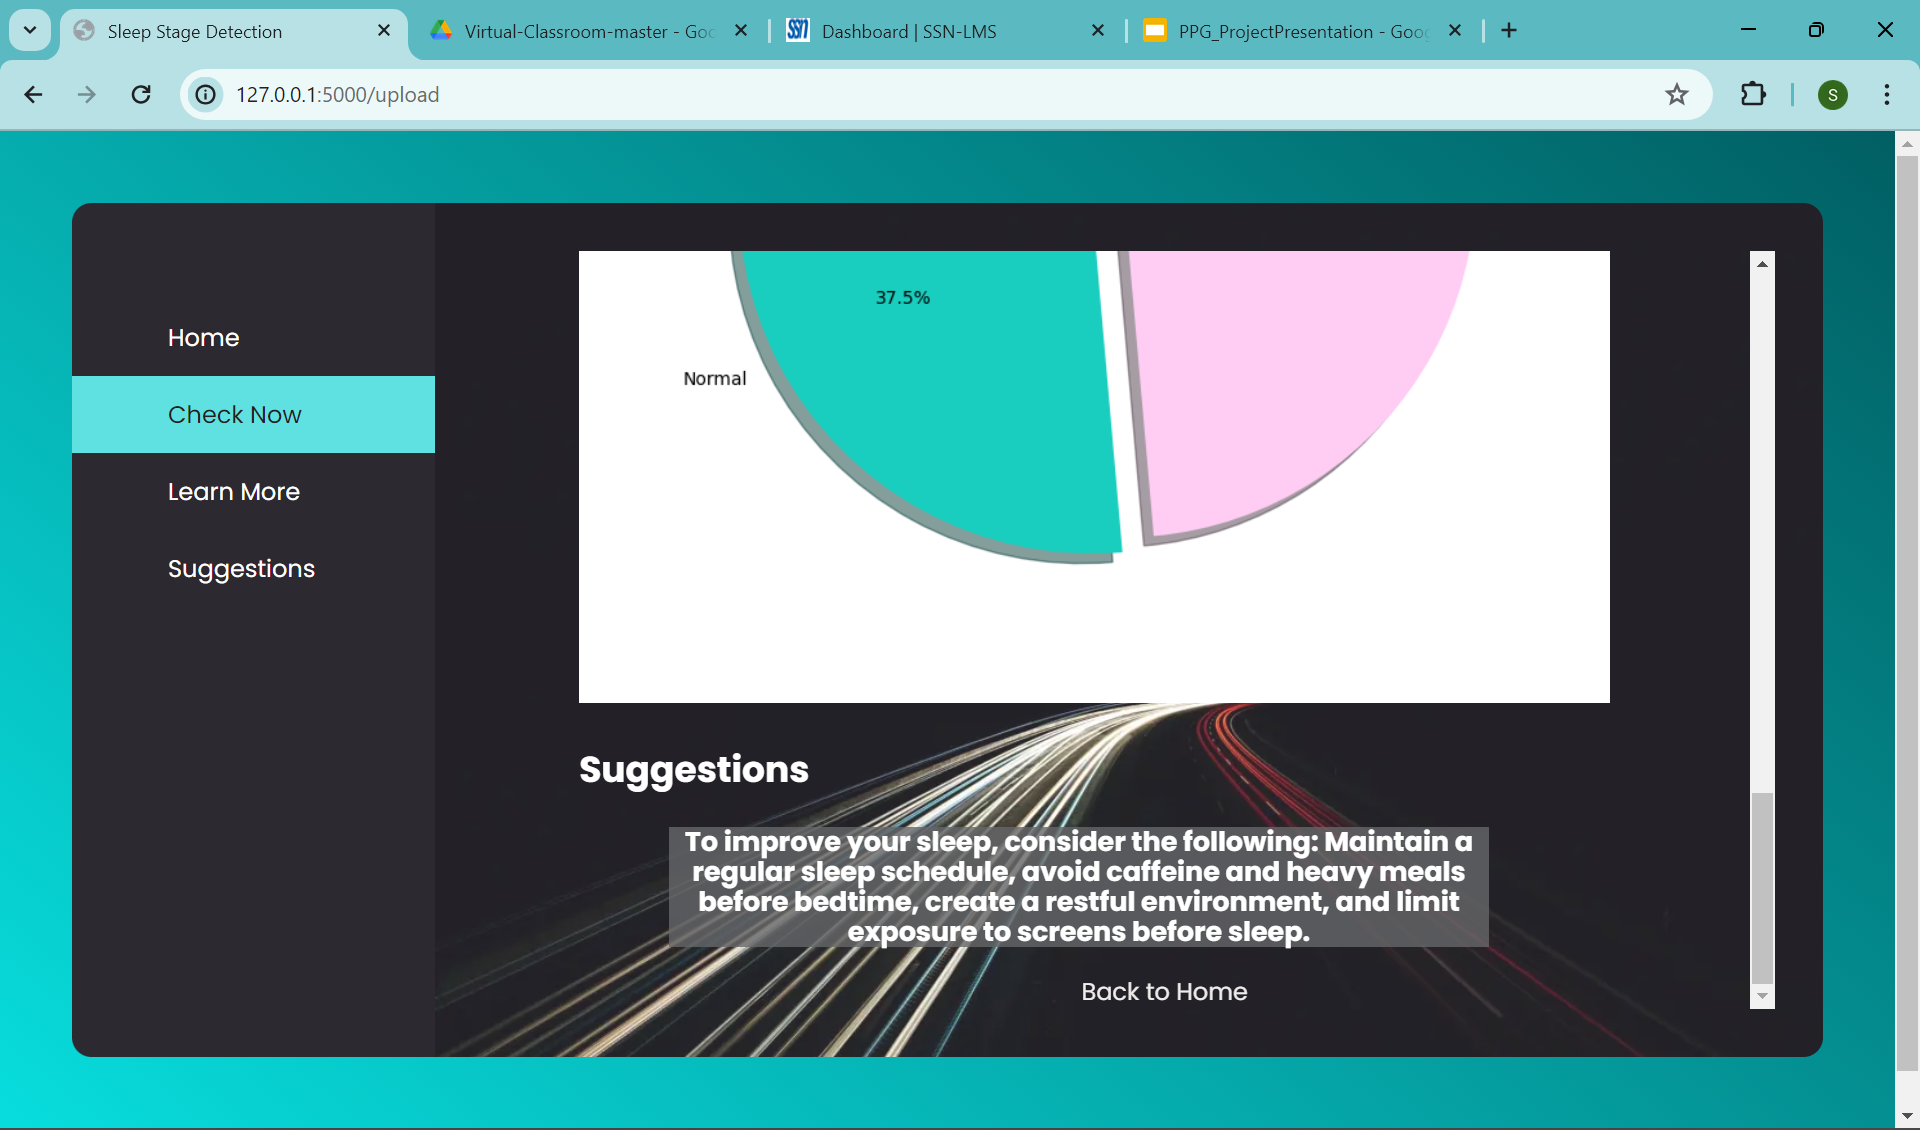 Sleep Stage Detection
Virtual-Classroom-master - Goo
SSN
Dashboard | SSN-LMS
PPG_ProjectPresentation - Goog
127.0.0.1:5000/upload
S
Home
Check Now
Learn More
Suggestions
37.5%
Normal
Suggestions
To improve your sleep, consider the following: Maintain a
regular sleep schedule, avoid caffeine and heavy meals
before bedtime, create a restful environment, and limit
exposure to screens before sleep.
Back to Home